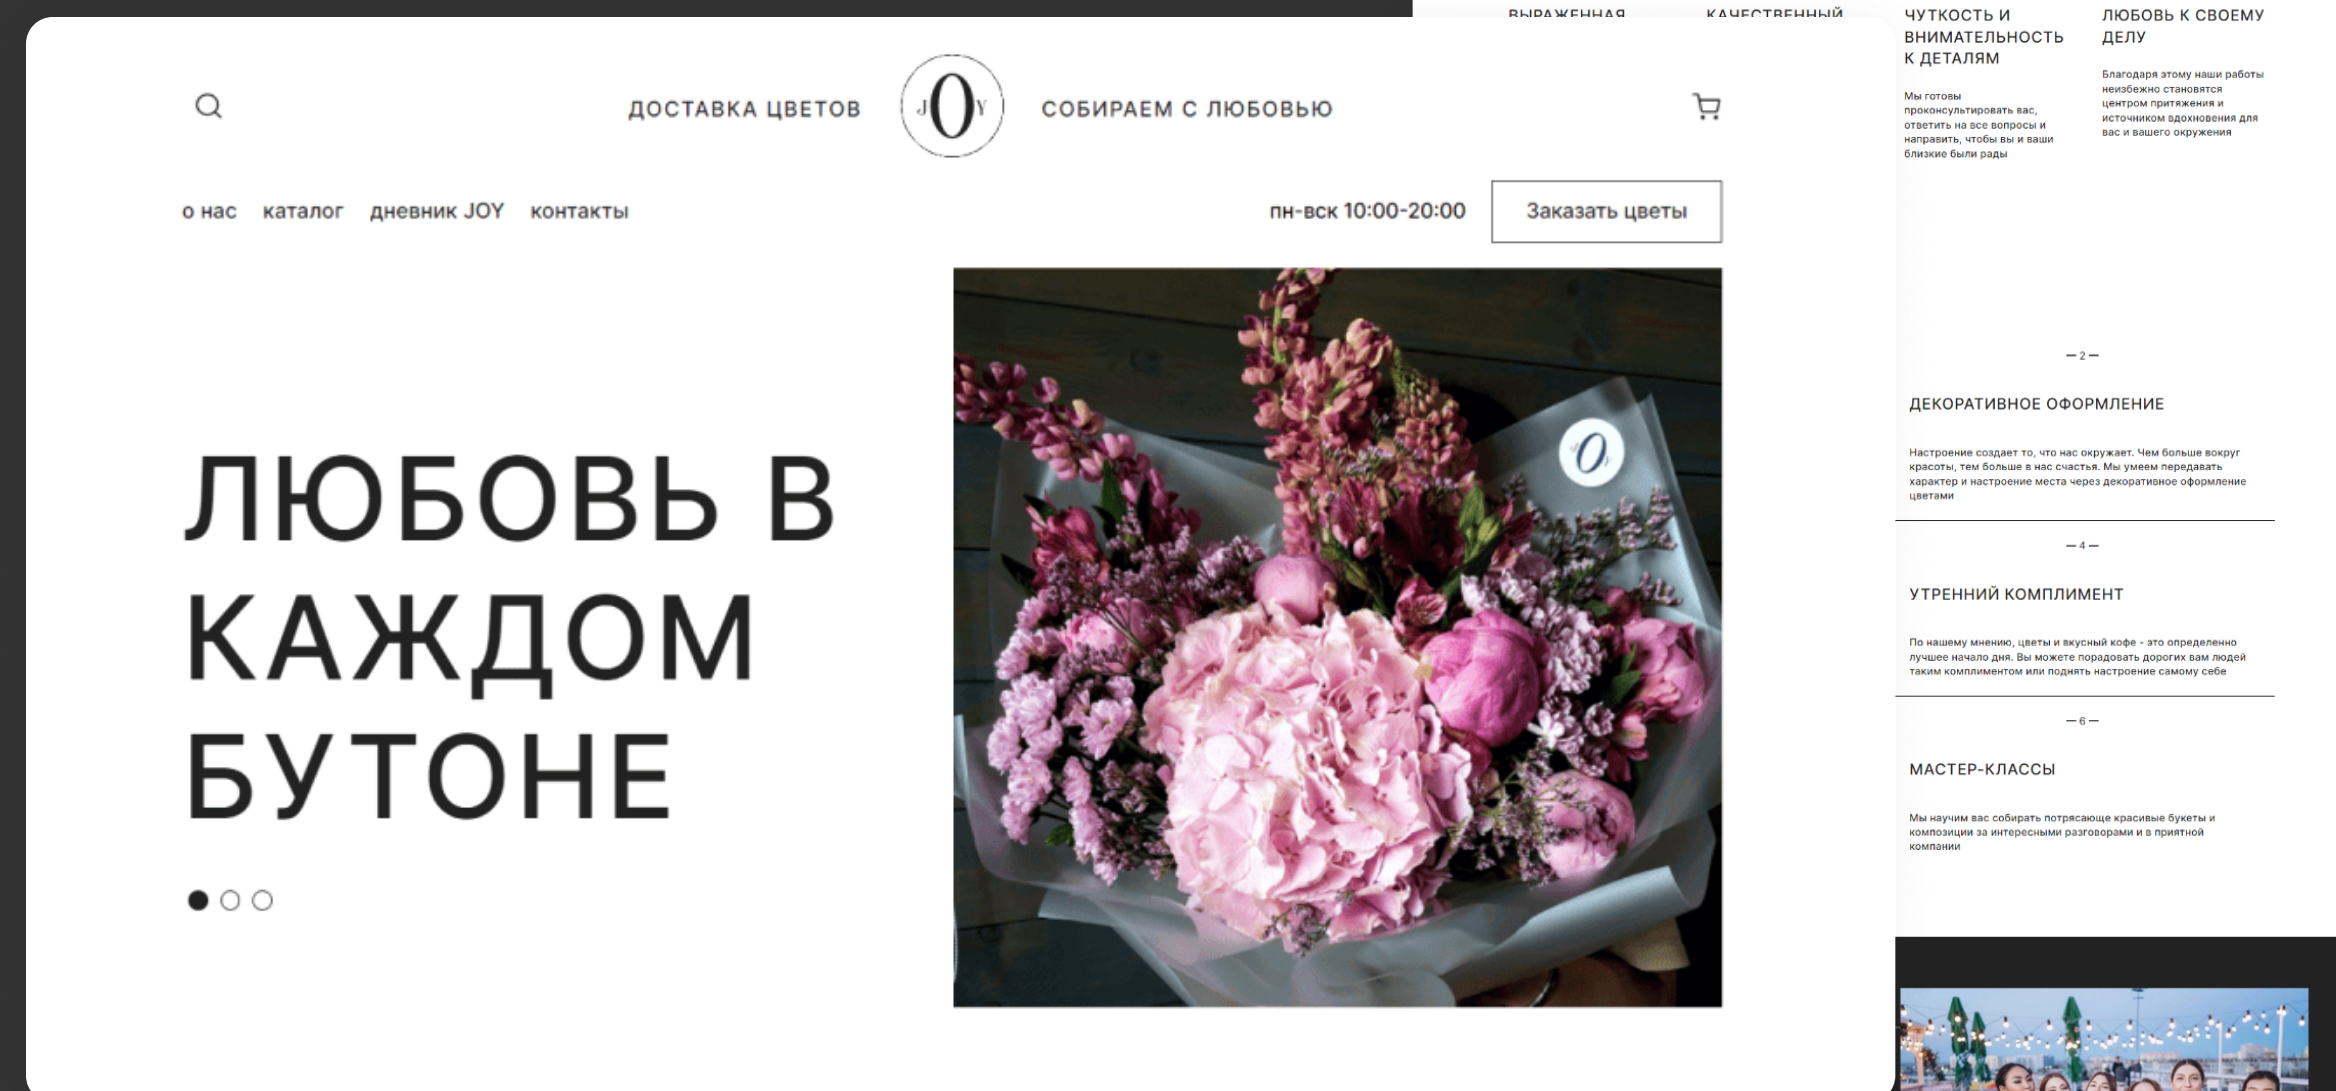 ДОСТАВКА ЦВЕТОВ
JOY
СОБИРАЕМ С ЛЮБОВЬЮ
о нас каталог дневник JOY контакты
пн-вск 10:00-20:00
Заказать цветы
ЛЮБОВЬ В
КАЖДОМ
БУТОНЕ
JOY
ВЫРАЖЕННАЯ
КАЧЕСТВЕННЫЙ
ЧУТКОСТЬ И
ВНИМАТЕЛЬНОСТЬ
К ДЕТАЛЯМ
Мы готовы
проконсультировать вас,
ответить на все вопросы и
направить, чтобы вы и ваши
близкие были рады
ЛЮБОВЬ К СВОЕМУ
ДЕЛУ
Благодаря этому наши работы
неизбежно становятся
центром притяжения и
источником вдохновения для
вас и вашего окружения
— 2 —
ДЕКОРАТИВНОЕ ОФОРМЛЕНИЕ
Настроение создает то, что нас окружает. Чем больше вокруг
красоты, тем больше в нас счастья. Мы умеем передавать
характер и настроение места через декоративное оформление
цветами
— 4 —
УТРЕННИЙ КОМПЛИМЕНТ
По нашему мнению, цветы и вкусный кофе - это определенно
лучшее начало дня. Вы можете порадовать дорогих вам людей
таким комплиментом или поднять настроение самому себе
— 6 —
МАСТЕР-КЛАССЫ
Мы научим вас собирать потрясающе красивые букеты и
композиции за интересными разговорами и в приятной
компании